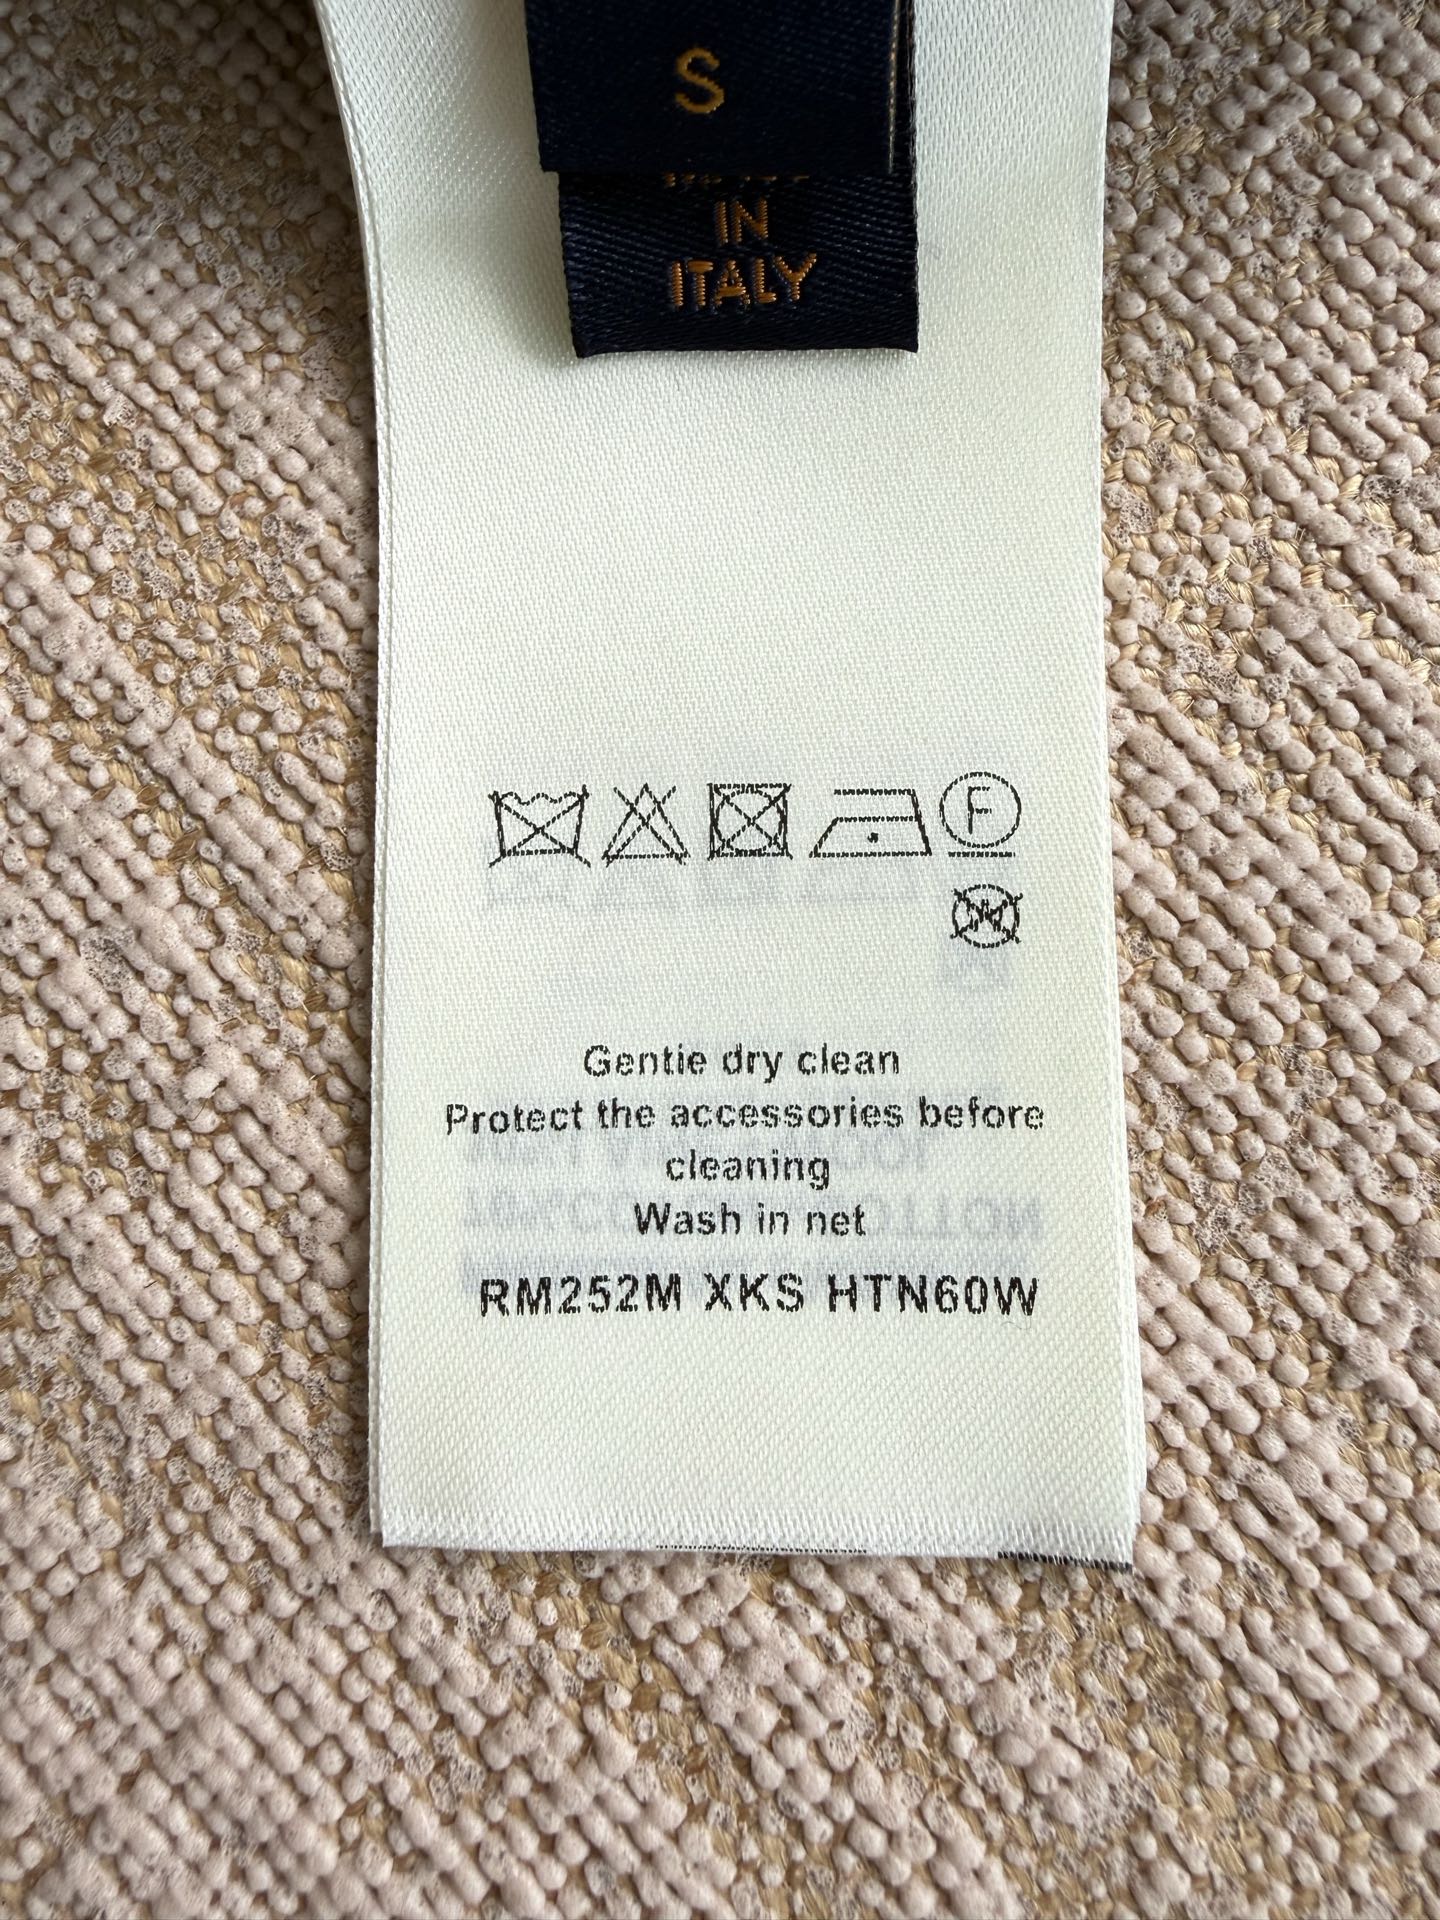 S
IN
ITALY
F
W
Gentie dry clean
Protect the accessories before
cleaning
Wash in net
RM252M XKS HTN60W